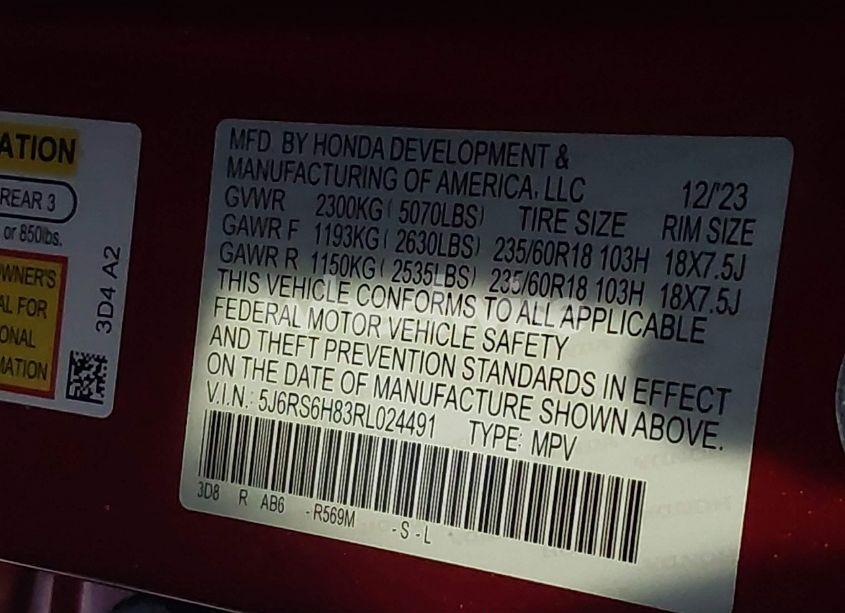 ATION
REAR 3
or 850lbs.
OWNER'S
AL FOR
ONAL
MATION
3D4 A2
MFD BY HONDA DEVELOPMENT &
MANUFACTURING OF AMERICA, LLC 12/'23
GVWR 2300KG ( 5070LBS) TIRE SIZE RIM SIZE
GAWR F 1193KG ( 2630LBS) 235/60R18 103H 18X7.5J
GAWR R 1150KG ( 2535LBS) 235/60R18 103H 18X7.5J
THIS VEHICLE CONFORMS TO ALL APPLICABLE
FEDERAL MOTOR VEHICLE SAFETY
AND THEFT PREVENTION STANDARDS IN EFFECT
ON THE DATE OF MANUFACTURE SHOWN ABOVE.
V.I.N.: 5J6RS6H83RL024491 TYPE: MPV
3D8 R AB6 -R569M -S-L